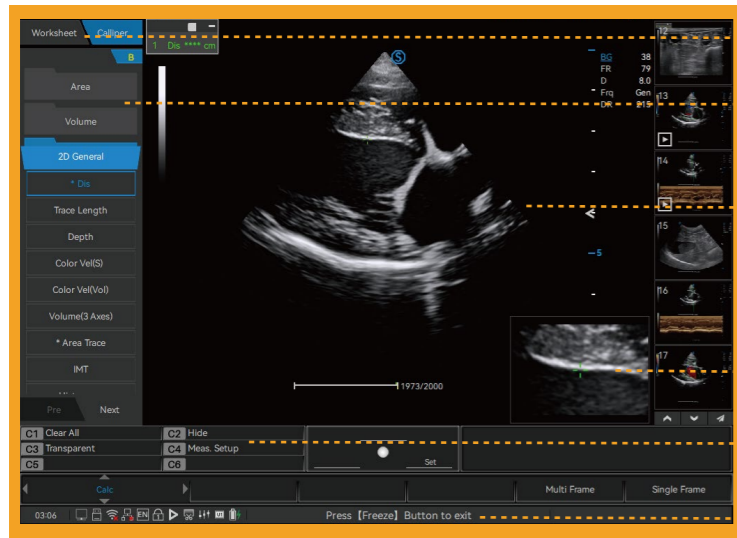 Worksheet Calliper
B
1 Dis **** cm
Area
Volume
2D General
* Dis
Trace Length
Depth
Color Vel(S)
Color Vel(Vol)
Volume(3 Axes)
* Area Trace
IMT
Pre Next
S
BG 38
FR 79
D 8.0
Frq Gen
DR 215
5
1973/2000
12
13
14
15
16
17
C1 Clear All C2 Hide
C3 Transparent C4 Meas. Setup
C5 C6
Set
Calc Multi Frame Single Frame
03:06 EN Press【Freeze】Button to exit